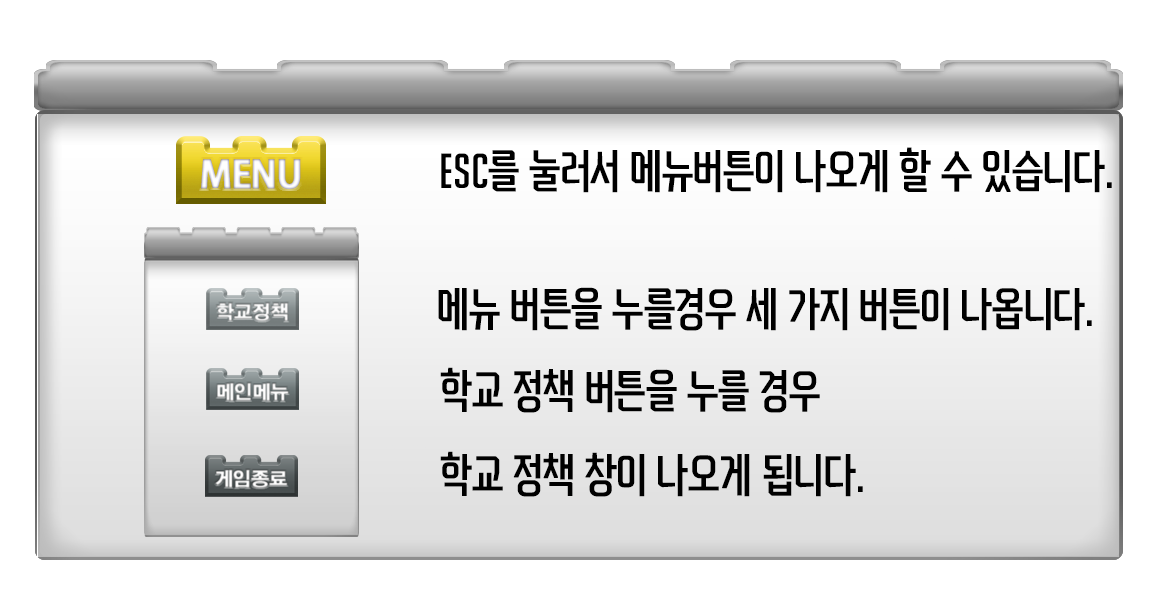 MENU
ESC를 눌러서 메뉴버튼이 나오게 할 수 있습니다.
학교정책
메뉴 버튼을 누를경우 세 가지 버튼이 나옵니다.
메인메뉴
학교 정책 버튼을 누를 경우
게임종료
학교 정책 창이 나오게 됩니다.